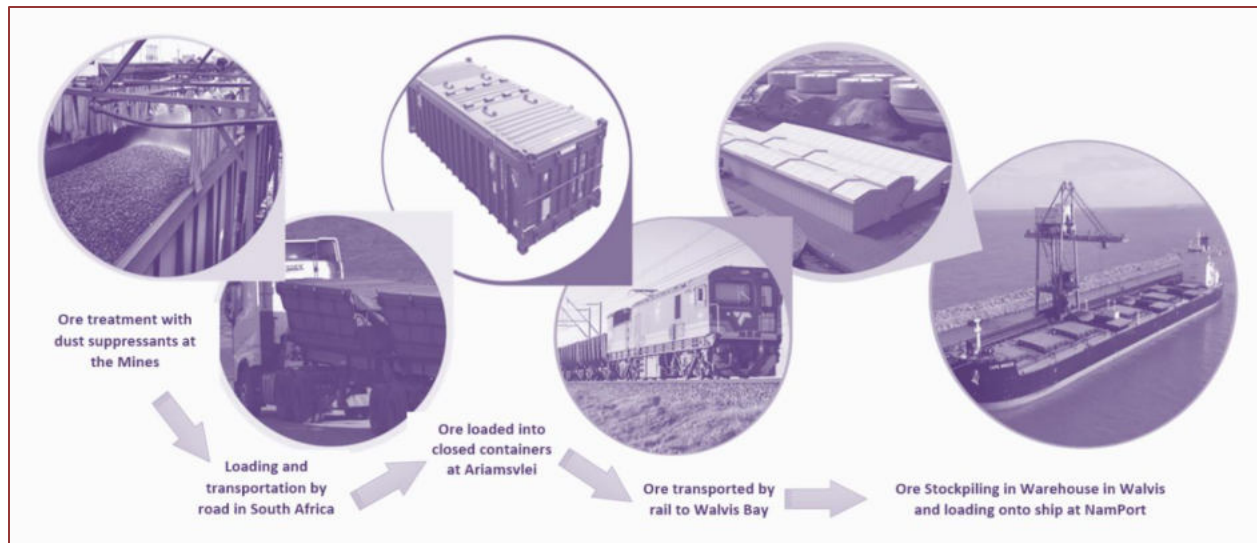 Ore treatment with
dust suppressants at
the Mines
Loading and
transportation by
road in South Africa
Ore loaded into
closed containers
at Ariamsvlei
Ore transported by
rail to Walvis Bay
Ore Stockpiling in Warehouse in Walvis
and loading onto ship at NamPort